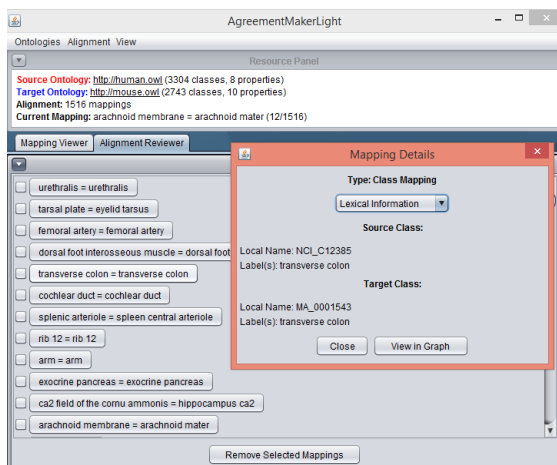 AgreementMakerLight
Ontologies Alignment View
Resource Panel
Source Ontology: http://human.owl (3304 classes, 8 properties)
Target Ontology: http://mouse.owl (2743 classes, 10 properties)
Alignment: 1516 mappings
Current Mapping: arachnoid membrane = arachnoid mater (12/1516)
Mapping Viewer Alignment Reviewer
urethralis = urethralis
tarsal plate = eyelid tarsus
femoral artery = femoral artery
dorsal foot interosseous muscle = dorsal foot
transverse colon = transverse colon
cochlear duct = cochlear duct
splenic arteriole = spleen central arteriole
rib 12 = rib 12
arm = arm
exocrine pancreas = exocrine pancreas
ca2 field of the cornu ammonis = hippocampus ca2
arachnoid membrane = arachnoid mater
Remove Selected Mappings
Mapping Details
Type: Class Mapping
Lexical Information
Source Class:
Local Name: NCI_C12385
Label(s): transverse colon
Target Class:
Local Name: MA_0001543
Label(s): transverse colon
Close View in Graph